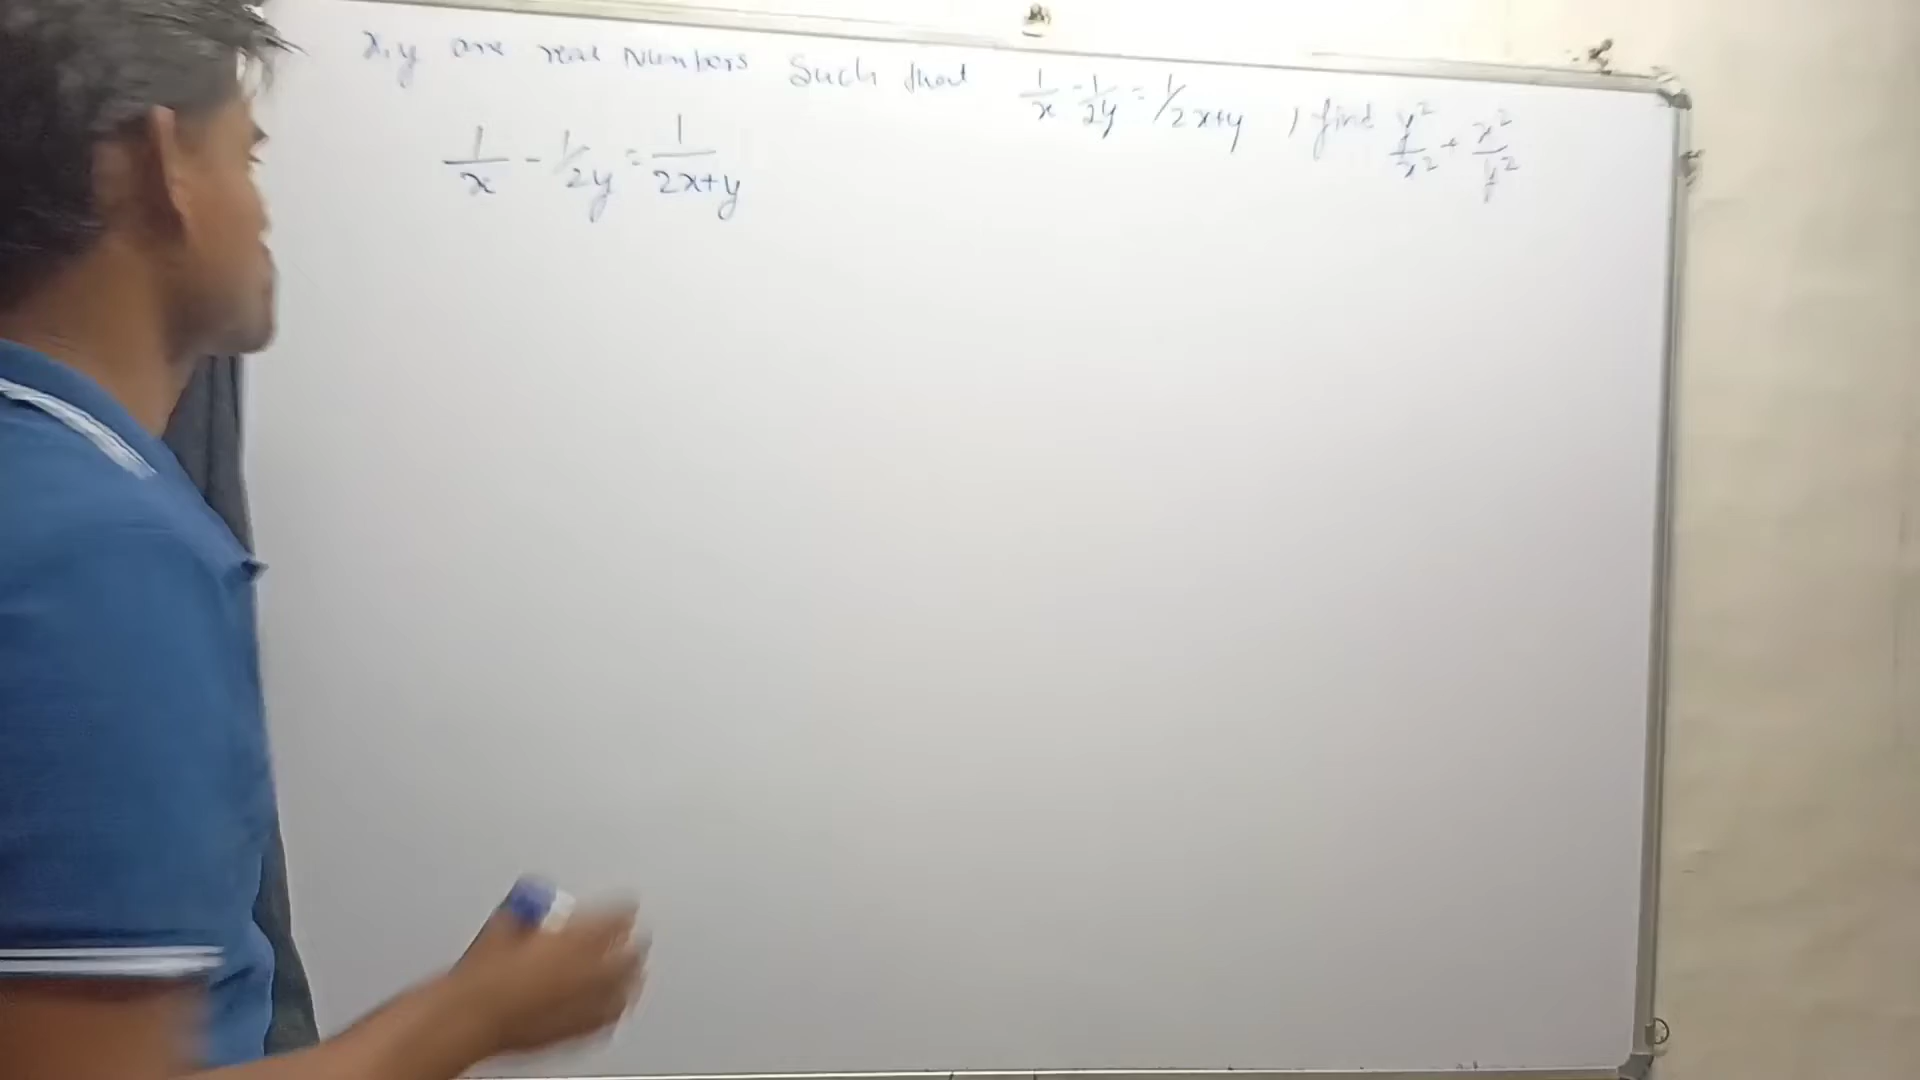 x,y are real Numbers Such that 1/x - 1/2y = 1/2x+y , find y²/x² + x²/y²
1/x - 1/2y = 1/2x+y